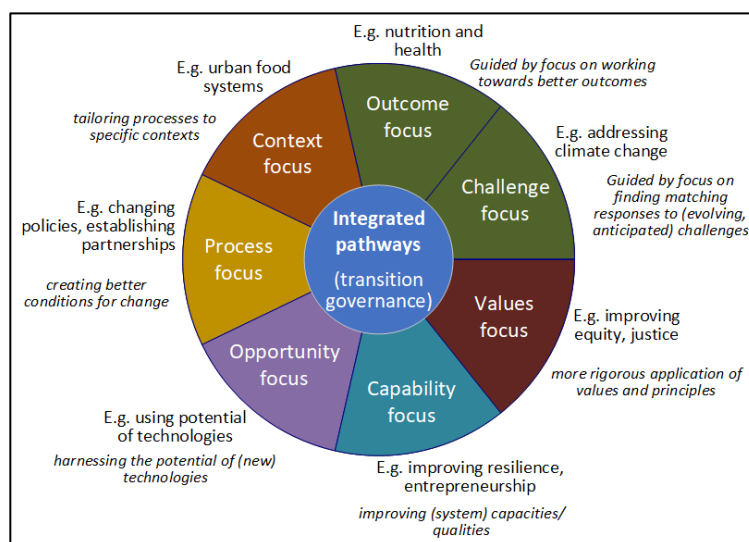 E.g. nutrition and
health
Guided by focus on working
towards better outcomes
Outcome
focus
E.g. addressing
climate change
Guided by focus on
finding matching
responses to (evolving,
anticipated) challenges
Challenge
focus
Values
focus
E.g. improving
equity, justice
more rigorous application of
values and principles
Capability
focus
E.g. improving resilience,
entrepreneurship
improving (system) capacities/
qualities
Opportunity
focus
E.g. using potential
of technologies
harnessing the potential of (new)
technologies
Process
focus
E.g. changing
policies, establishing
partnerships
creating better
conditions for change
Context
focus
E.g. urban food
systems
tailoring processes to
specific contexts
Integrated
pathways
(transition
governance)